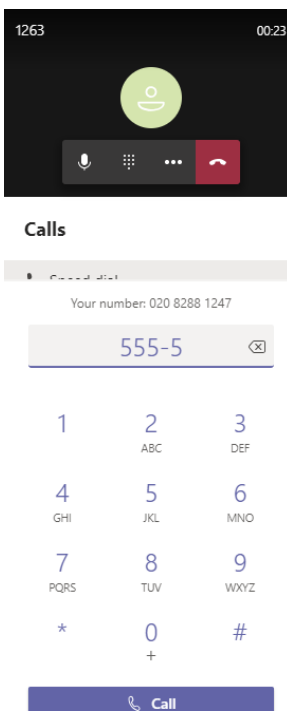 1263 00:23
Calls
Your number: 020 8288 1247
555-5
1 2 3
ABC DEF
4 5 6
GHI JKL MNO
7 8 9
PQRS TUV WXYZ
* 0 #
+
Call